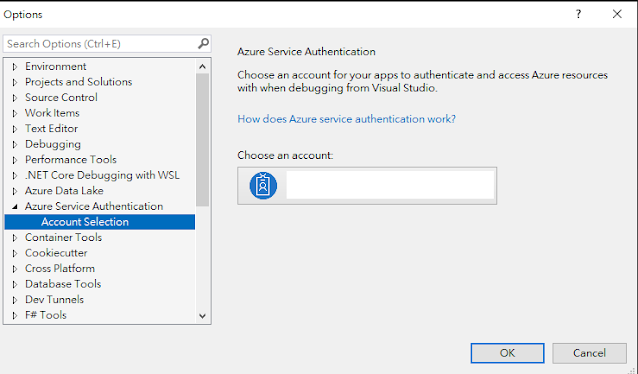 Options
Search Options (Ctrl+E)
Environment
Projects and Solutions
Source Control
Work Items
Text Editor
Debugging
Performance Tools
.NET Core Debugging with WSL
Azure Data Lake
Azure Service Authentication
Account Selection
Container Tools
Cookiecutter
Cross Platform
Database Tools
Dev Tunnels
F# Tools
Azure Service Authentication
Choose an account for your apps to authenticate and access Azure resources
with when debugging from Visual Studio.
How does Azure service authentication work?
Choose an account:
OK
Cancel